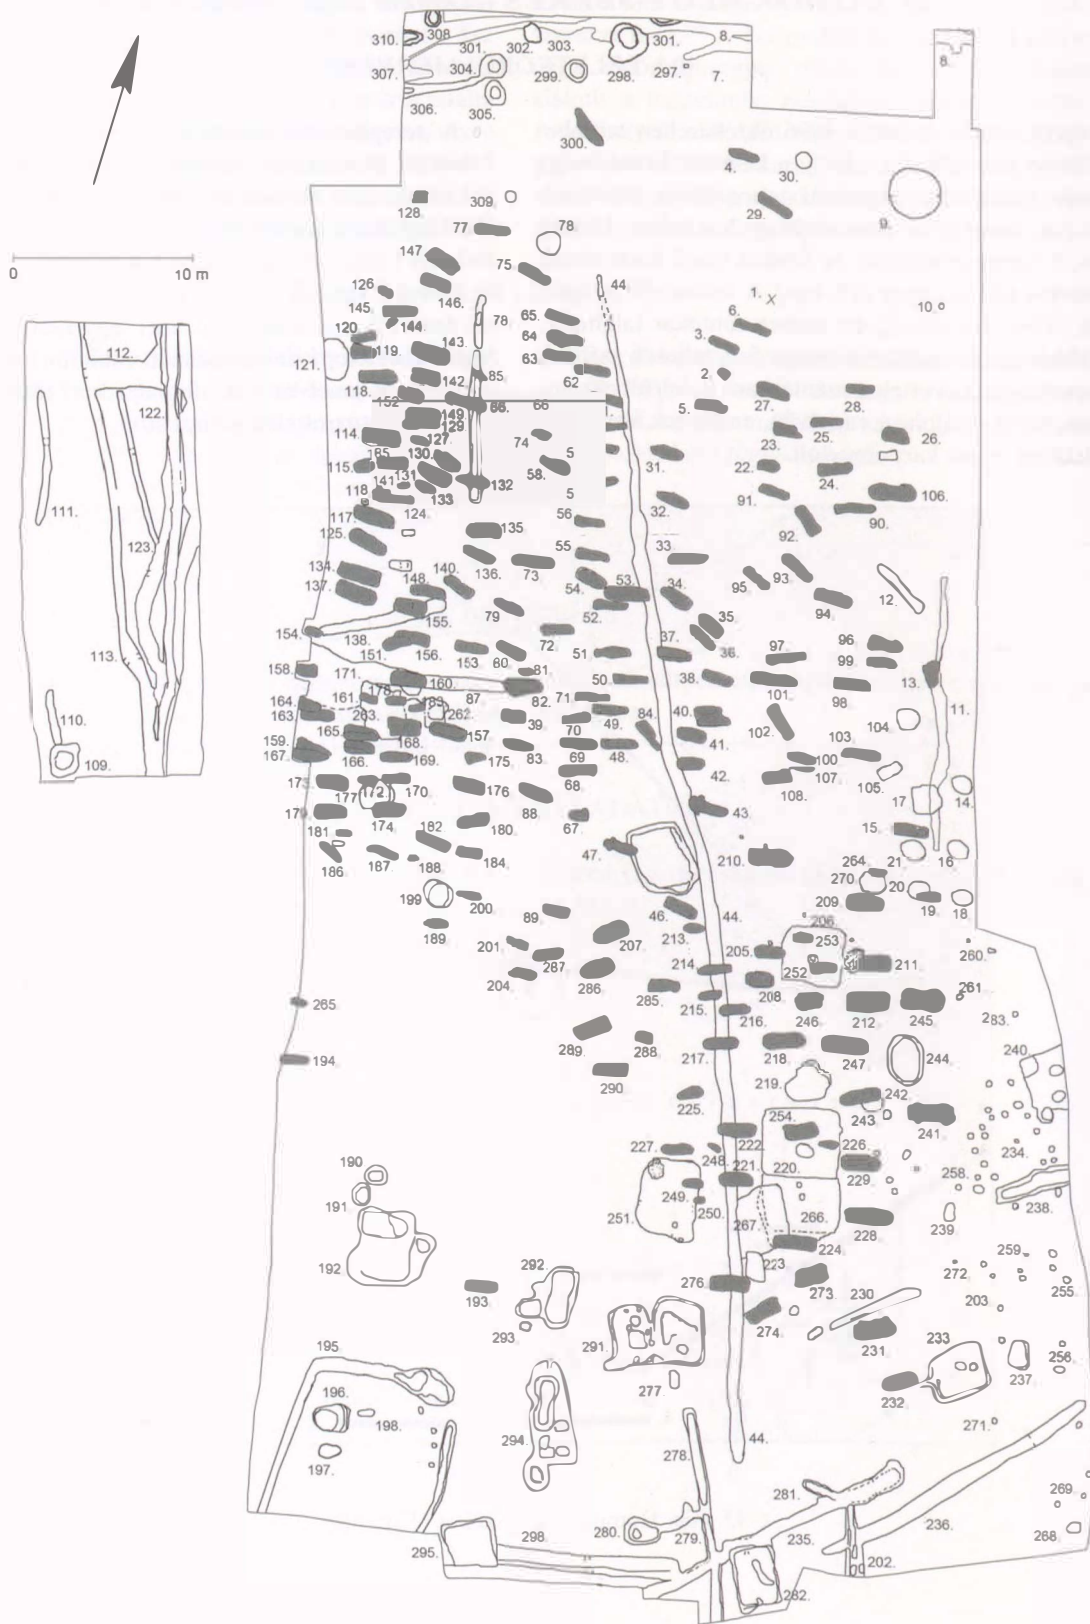 310. 308 301. 302. 303. 301. 8.
307. 304. 299. 298. 297. 7. 8.
306. 305.
300. 4. 30.
128. 309. 29. 9.
77. 78
147.
75.
0 10 m
126 146. 44 1. 10.
145. 78 65. 6.
120 144 64 3.
112. 121. 119. 143. 63.
142. 85. 62 2.
118. 152 66. 66 27. 28.
122. 149 5.
129
114. 127. 74 23. 25. 26.
130. 5
115. 185 58. 31. 22. 24.
141. 131 132 91. 106.
118. 133 5 32.
111. 117. 124. 56 90.
125. 135. 92.
123. 55 33.
134. 140. 136. 73 93.
137. 148. 54. 53. 34. 95. 12.
155. 79 52. 94.
154. 138. 72 35.
151. 156. 153. 60 37. 36. 97. 96
113. 158. 81. 51. 99. 13.
171. 160. 87 50. 38. 101. 98
164. 161. 178 82. 71. 11.
163. 263. 183 262 39. 49. 84. 40. 104.
110. 165. 168. 157. 70 102. 103.
159. 83. 69 48. 41. 100
109. 167. 166. 169. 175. 107. 105.
173. 177 172 170. 176. 68 42. 108. 17 14.
179. 174. 88. 43.
181. 182 180. 67. 15.
186. 187. 188. 184. 47. 210. 264. 21. 16.
270 20
199 200. 209. 19. 18.
89. 46. 44.
189. 213. 206.
201. 207. 205. 253 260.
287 214. 252 211.
204. 286. 208.
265. 285. 215. 246. 212. 245. 261
216. 283.
289 288. 217. 218. 247. 244. 240.
194. 290
219. 242.
225. 243. 241.
254.
227. 222. 226. 234.
248.
190 221. 220. 229. 258.
249.
191. 251. 250. 267. 266. 228. 239. 238.
192. 224.
223
292. 276. 259.
193. 273. 230 272. 255.
293. 274. 203.
291. 231. 233
195. 277. 237. 256.
196. 232.
198. 271.
294. 44.
197. 278.
281. 269.
280. 279. 235. 236. 268.
295. 298. 282. 202.